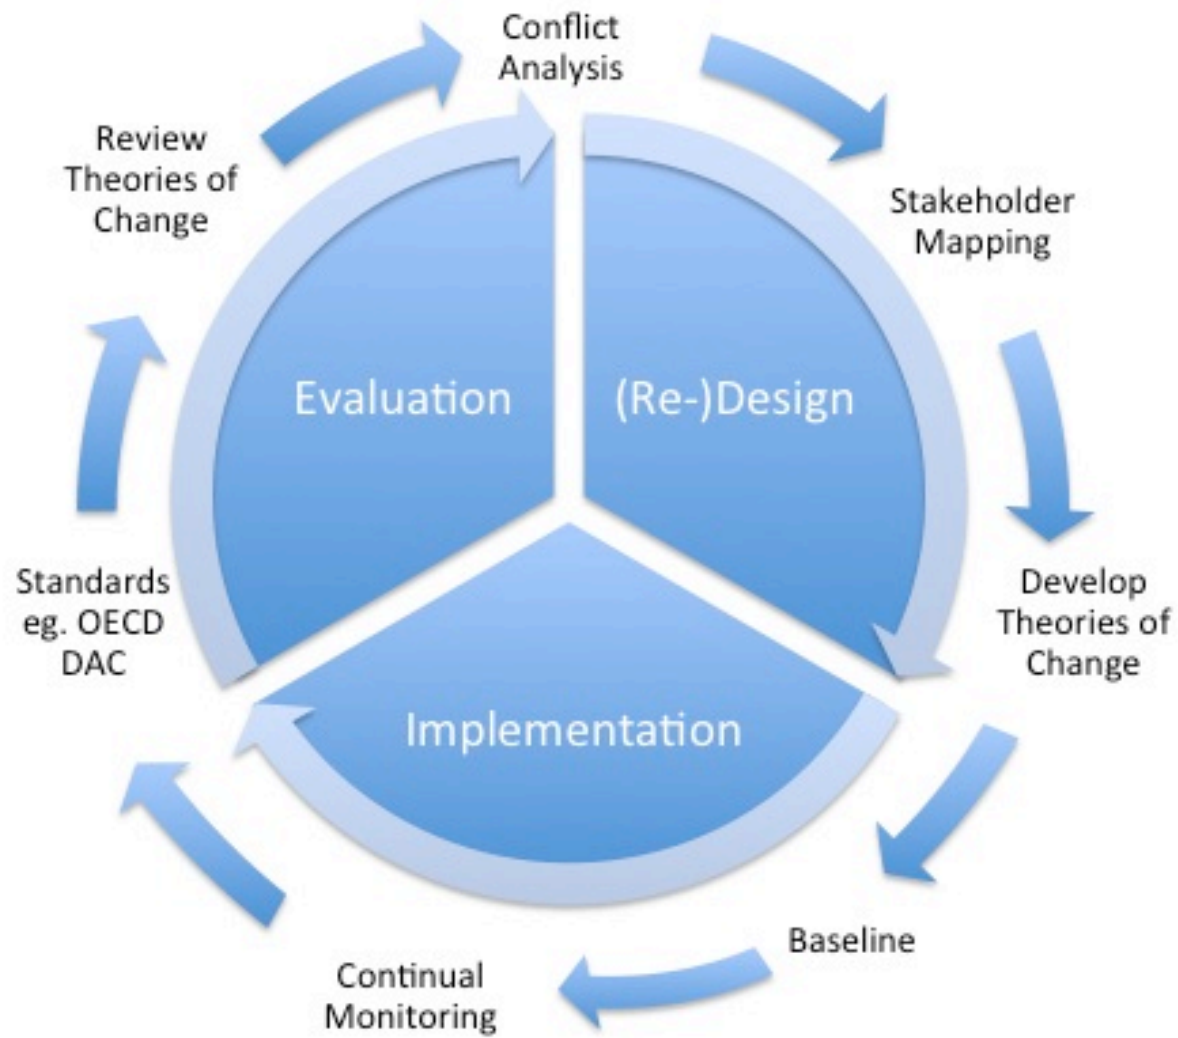 Conflict
Analysis
Stakeholder
Mapping
Develop
Theories of
Change
Baseline
Continual
Monitoring
Standards
eg. OECD
DAC
Review
Theories of
Change
Evaluation
(Re-)Design
Implementation